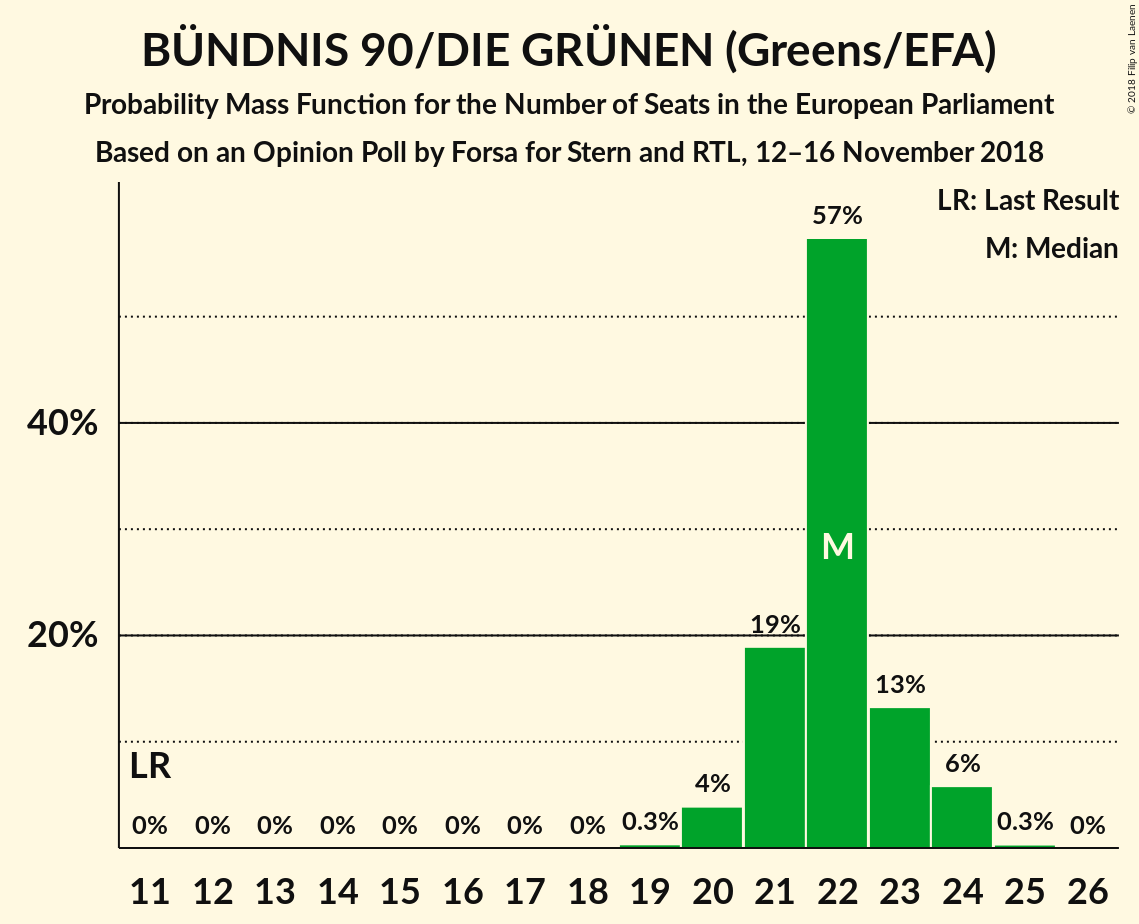 BÜNDNIS 90/DIE GRÜNEN (Greens/EFA)
Probability Mass Function for the Number of Seats in the European Parliament
Based on an Opinion Poll by Forsa for Stern and RTL, 12–16 November 2018
© 2018 Filip van Laenen
LR: Last Result
M: Median
57%
40%
M
20%
19%
13%
LR
6%
4%
0% 0% 0% 0% 0% 0% 0% 0% 0.3% 0.3% 0%
11 12 13 14 15 16 17 18 19 20 21 22 23 24 25 26